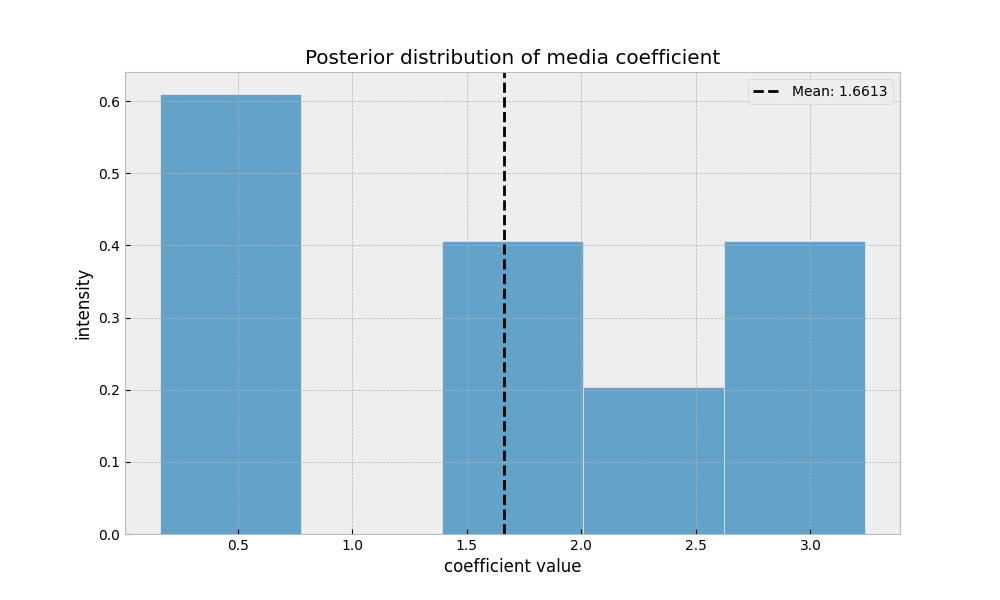 Posterior distribution of media coefficient
Mean: 1.6613
0.6
0.5
0.4
0.3
0.2
0.1
0.0
intensity
0.5 1.0 1.5 2.0 2.5 3.0
coefficient value